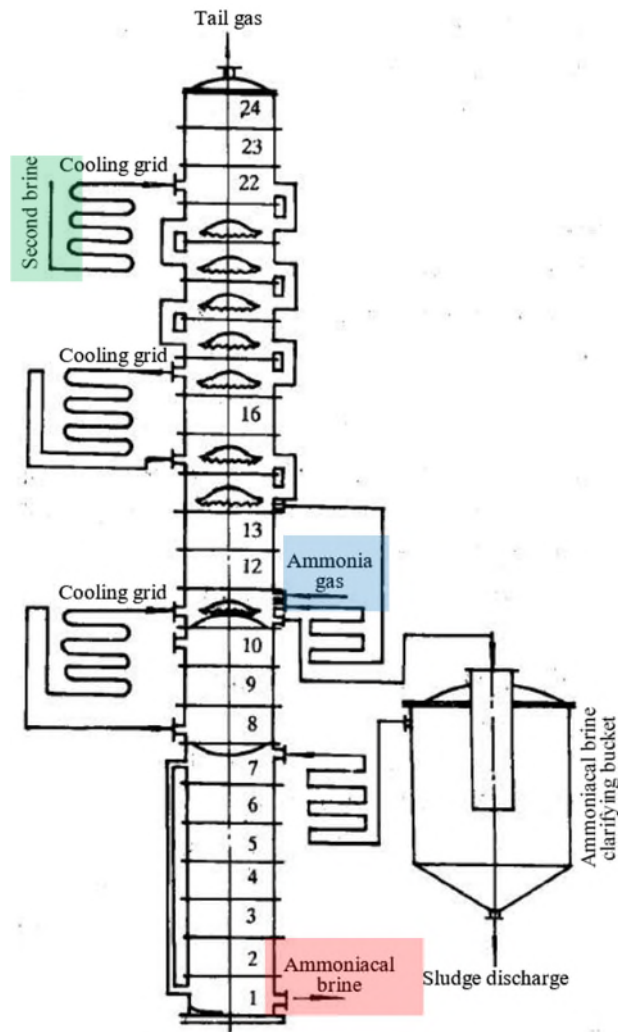 Tail gas
24
23
Cooling grid
22
Second brine
Cooling grid
16
13
12
Ammonia
gas
Cooling grid
10
9
8
7
6
5
4
3
2
1
Ammoniacal brine
clarifying bucket
Ammoniacal
brine
Sludge discharge